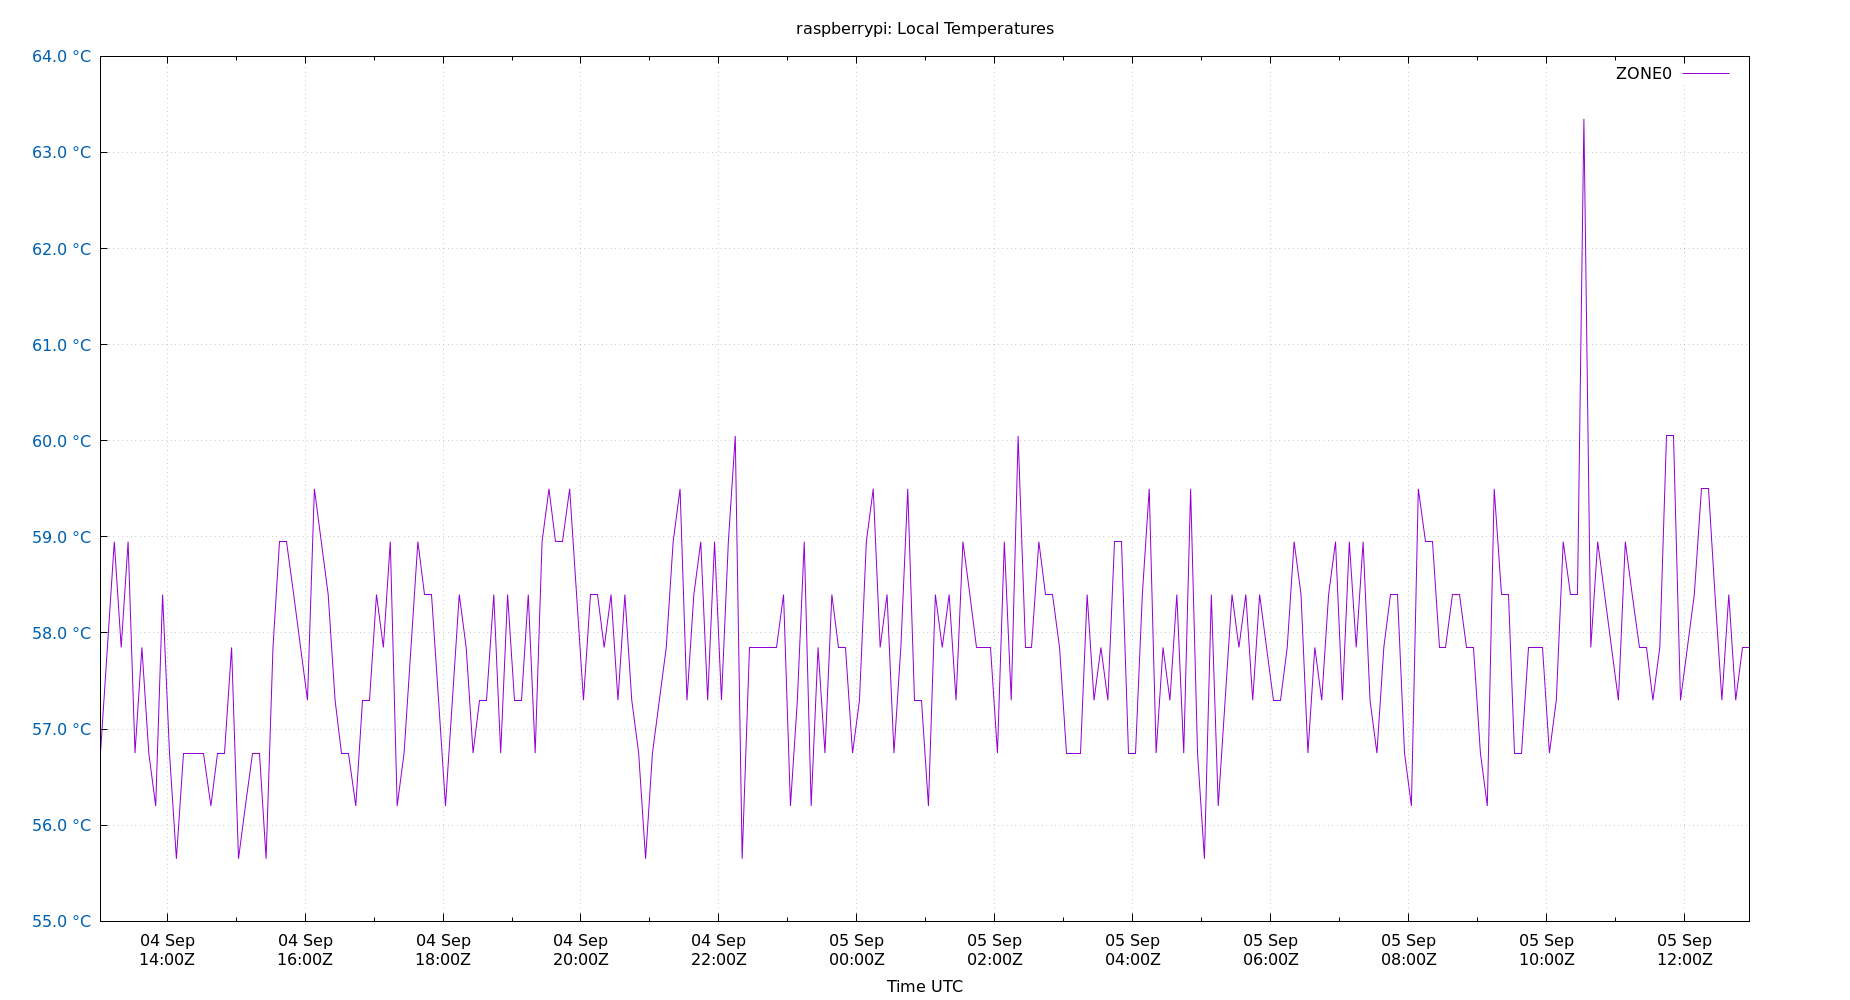 raspberrypi: Local Temperatures
64.0 °C
63.0 °C
62.0 °C
61.0 °C
60.0 °C
59.0 °C
58.0 °C
57.0 °C
56.0 °C
55.0 °C
ZONE0
04 Sep
14:00Z
04 Sep
16:00Z
04 Sep
18:00Z
04 Sep
20:00Z
04 Sep
22:00Z
05 Sep
00:00Z
05 Sep
02:00Z
05 Sep
04:00Z
05 Sep
06:00Z
05 Sep
08:00Z
05 Sep
10:00Z
05 Sep
12:00Z
Time UTC